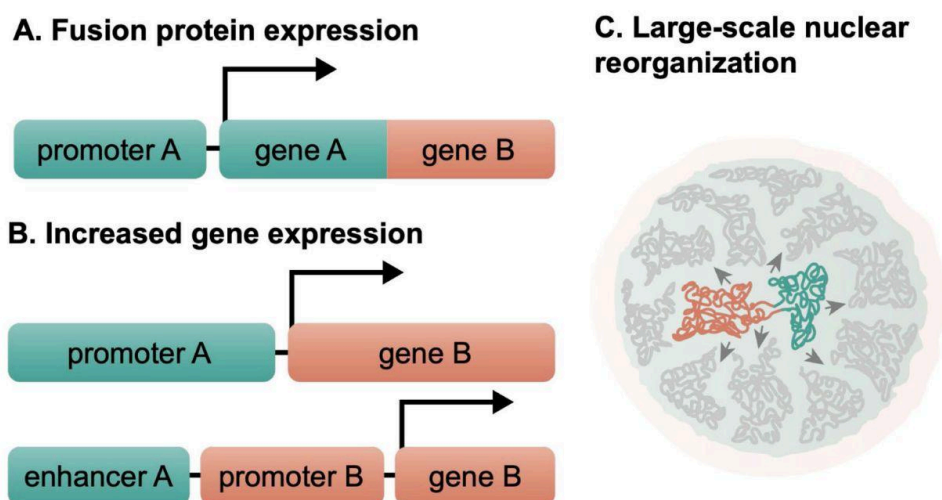 A. Fusion protein expression
promoter A
gene A
gene B
B. Increased gene expression
promoter A
gene B
enhancer A
promoter B
gene B
C. Large-scale nuclear
reorganization